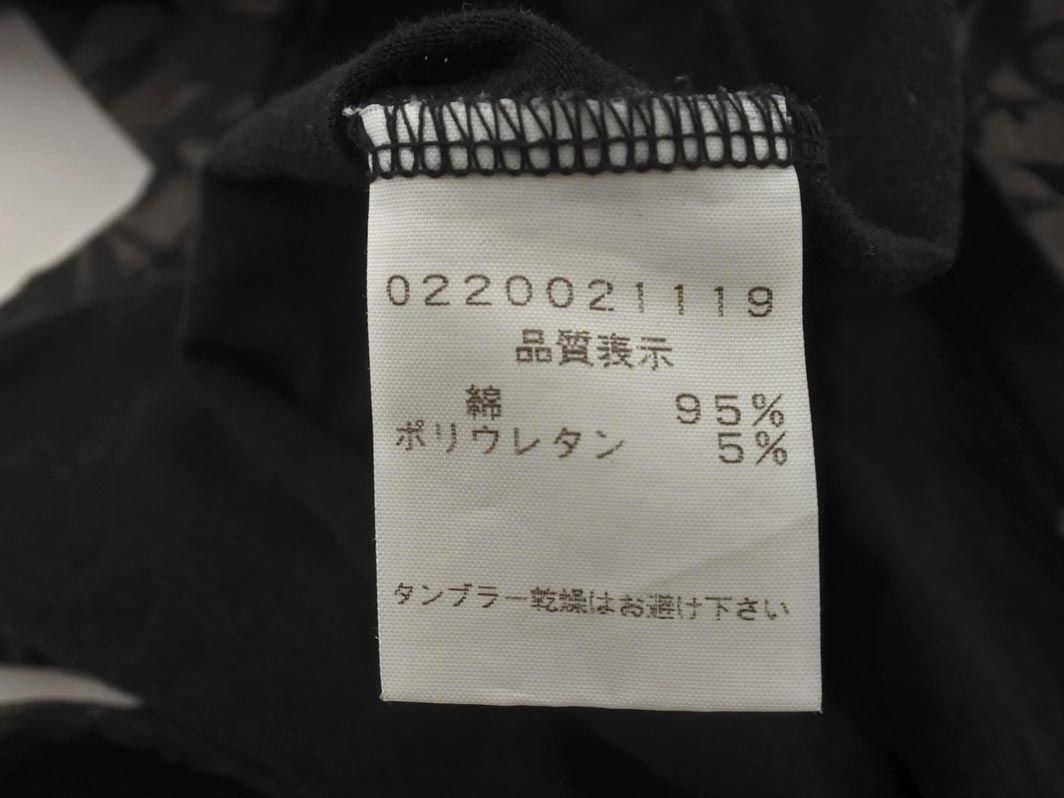 0220021119
品質表示
綿 95%
ポリウレタン 5%
タンブラー乾燥はお避け下さい